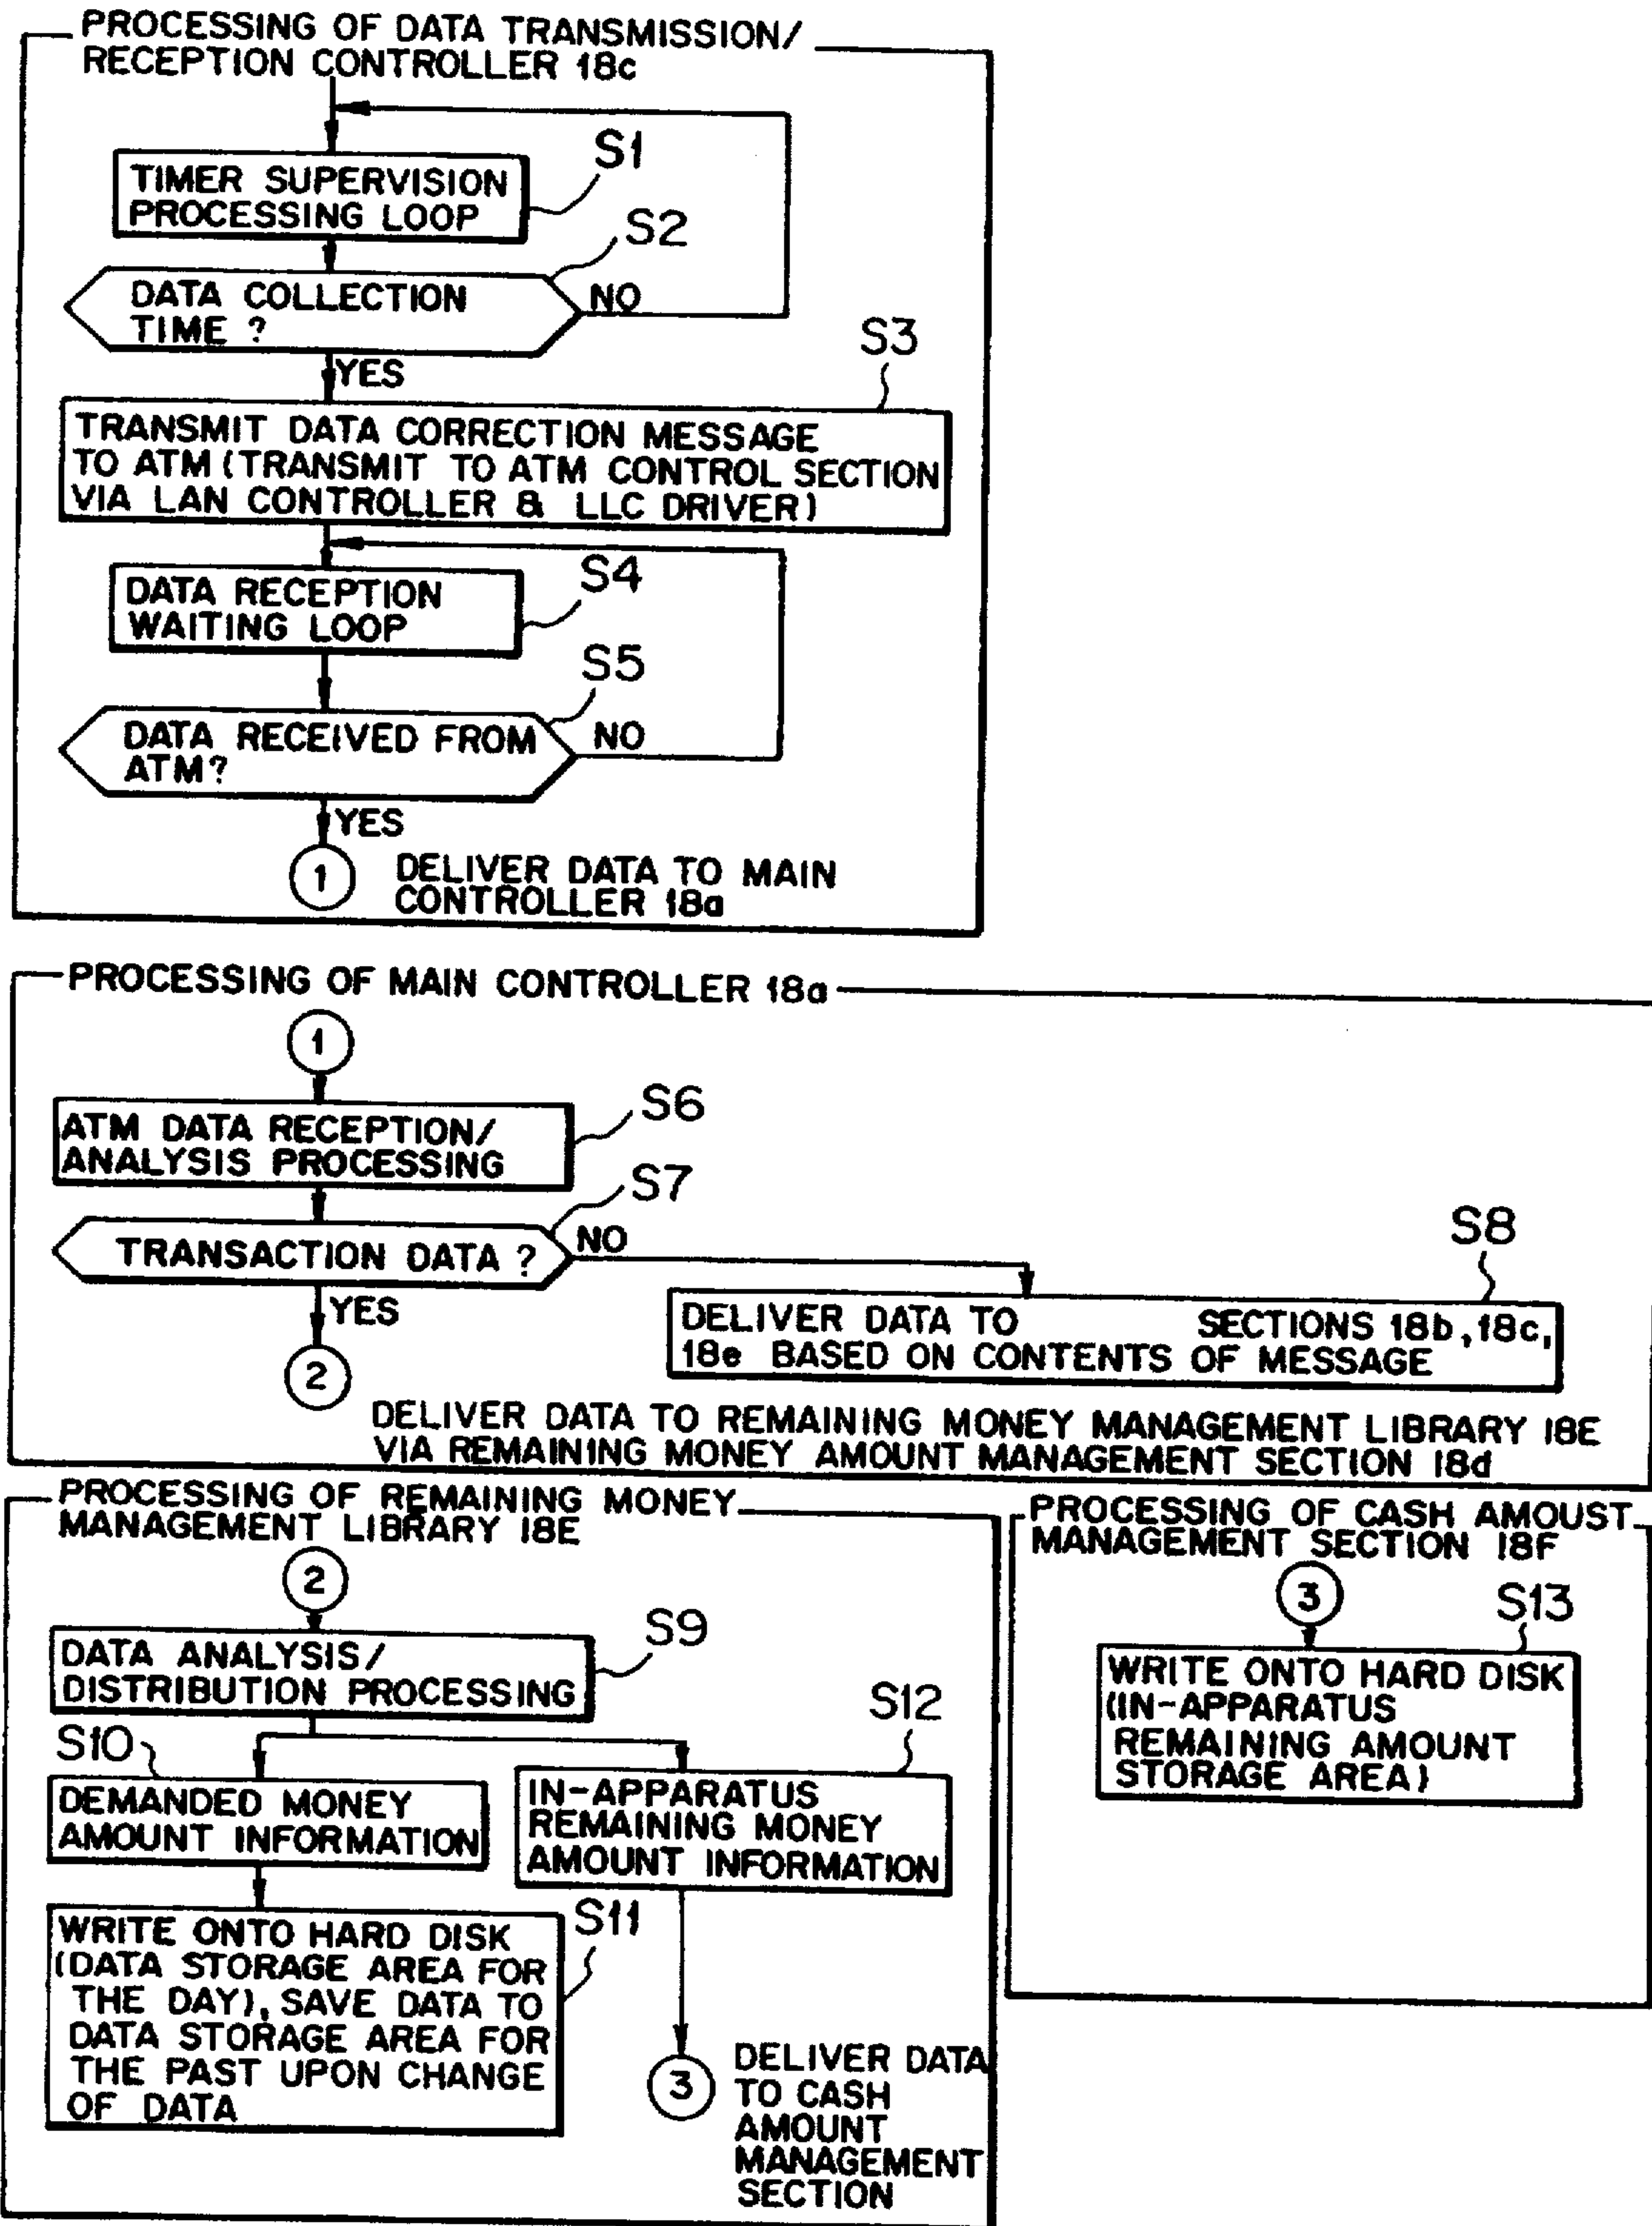 PROCESSING OF DATA TRANSMISSION/
RECEPTION CONTROLLER 18c
S1
TIMER SUPERVISION
PROCESSING LOOP
S2
DATA COLLECTION
TIME ?
NO
YES
S3
TRANSMIT DATA CORRECTION MESSAGE
TO ATM (TRANSMIT TO ATM CONTROL SECTION
VIA LAN CONTROLLER & LLC DRIVER)
S4
DATA RECEPTION
WAITING LOOP
S5
DATA RECEIVED FROM
ATM?
NO
YES
1
DELIVER DATA TO MAIN
CONTROLLER 18a
PROCESSING OF MAIN CONTROLLER 18a
1
S6
ATM DATA RECEPTION/
ANALYSIS PROCESSING
S7
TRANSACTION DATA ?
NO
YES
S8
DELIVER DATA TO SECTIONS 18b, 18c,
18e BASED ON CONTENTS OF MESSAGE
2
DELIVER DATA TO REMAINING MONEY MANAGEMENT LIBRARY 18E
VIA REMAINING MONEY AMOUNT MANAGEMENT SECTION 18d
PROCESSING OF REMAINING MONEY
MANAGEMENT LIBRARY 18E
2
S9
DATA ANALYSIS/
DISTRIBUTION PROCESSING
S10
DEMANDED MONEY
AMOUNT INFORMATION
S12
IN-APPARATUS
REMAINING MONEY
AMOUNT INFORMATION
S11
WRITE ONTO HARD DISK
(DATA STORAGE AREA FOR
THE DAY), SAVE DATA TO
DATA STORAGE AREA FOR
THE PAST UPON CHANGE
OF DATA
3
DELIVER DATA
TO CASH
AMOUNT
MANAGEMENT
SECTION
PROCESSING OF CASH AMOUST
MANAGEMENT SECTION 18F
3
S13
WRITE ONTO HARD DISK
(IN-APPARATUS
REMAINING AMOUNT
STORAGE AREA)